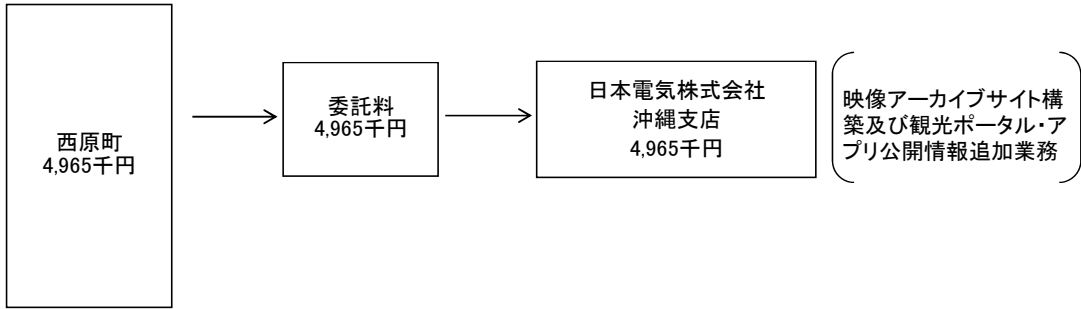 西原町
4,965千円
委託料
4,965千円
日本電気株式会社
沖縄支店
4,965千円
映像アーカイブサイト構
築及び観光ポータル・ア
プリ公開情報追加業務